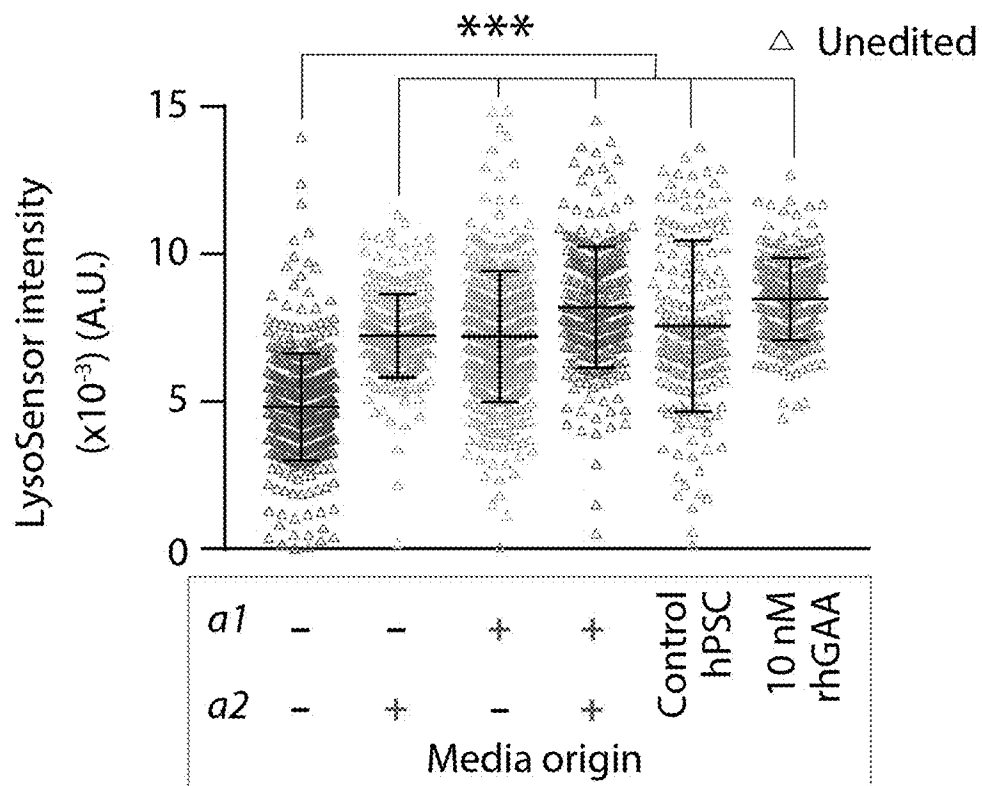 ***
△ Unedited
LysoSensor intensity
(x10⁻³) (A.U.)
15
10
5
0
a1 – – + +
a2 – + – +
Control
hPSC
10 nM
rhGAA
Media origin